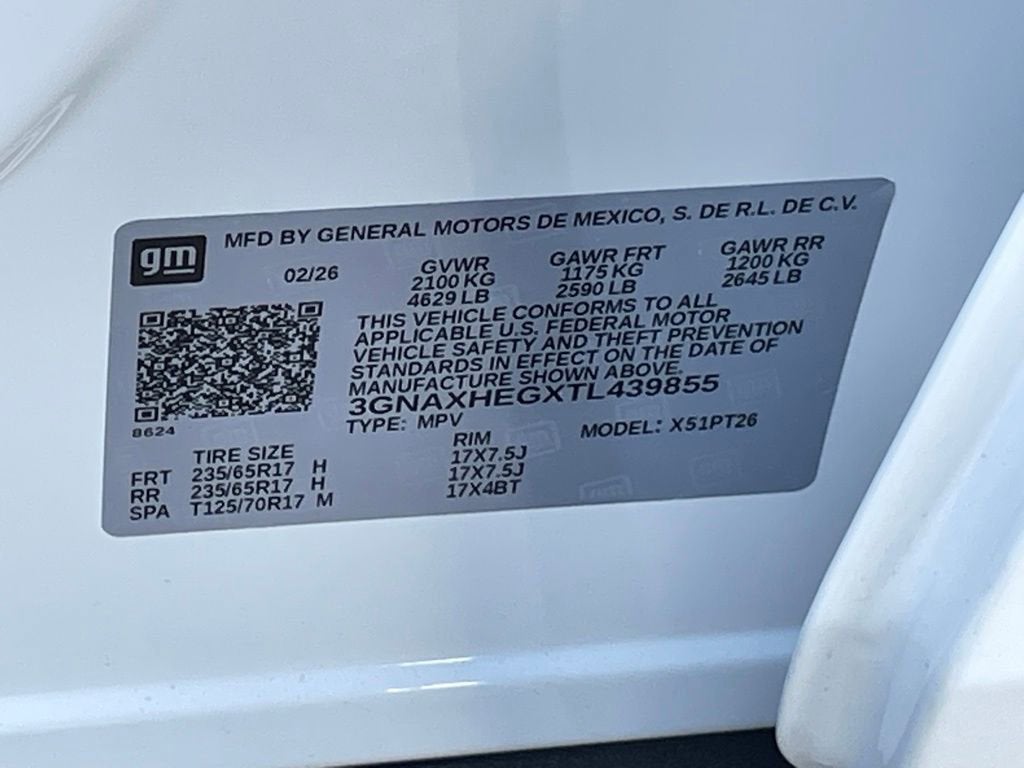 gm
MFD BY GENERAL MOTORS DE MEXICO, S. DE R.L. DE C.V.
02/26
GVWR
2100 KG
4629 LB
GAWR FRT
1175 KG
2590 LB
GAWR RR
1200 KG
2645 LB
THIS VEHICLE CONFORMS TO ALL
APPLICABLE U.S. FEDERAL MOTOR
VEHICLE SAFETY AND THEFT PREVENTION
STANDARDS IN EFFECT ON THE DATE OF
MANUFACTURE SHOWN ABOVE.
3GNAXHEGXTL439855
TYPE: MPV
MODEL: X51PT26
8624
TIRE SIZE RIM
FRT 235/65R17 H 17X7.5J
RR 235/65R17 H 17X7.5J
SPA T125/70R17 M 17X4BT